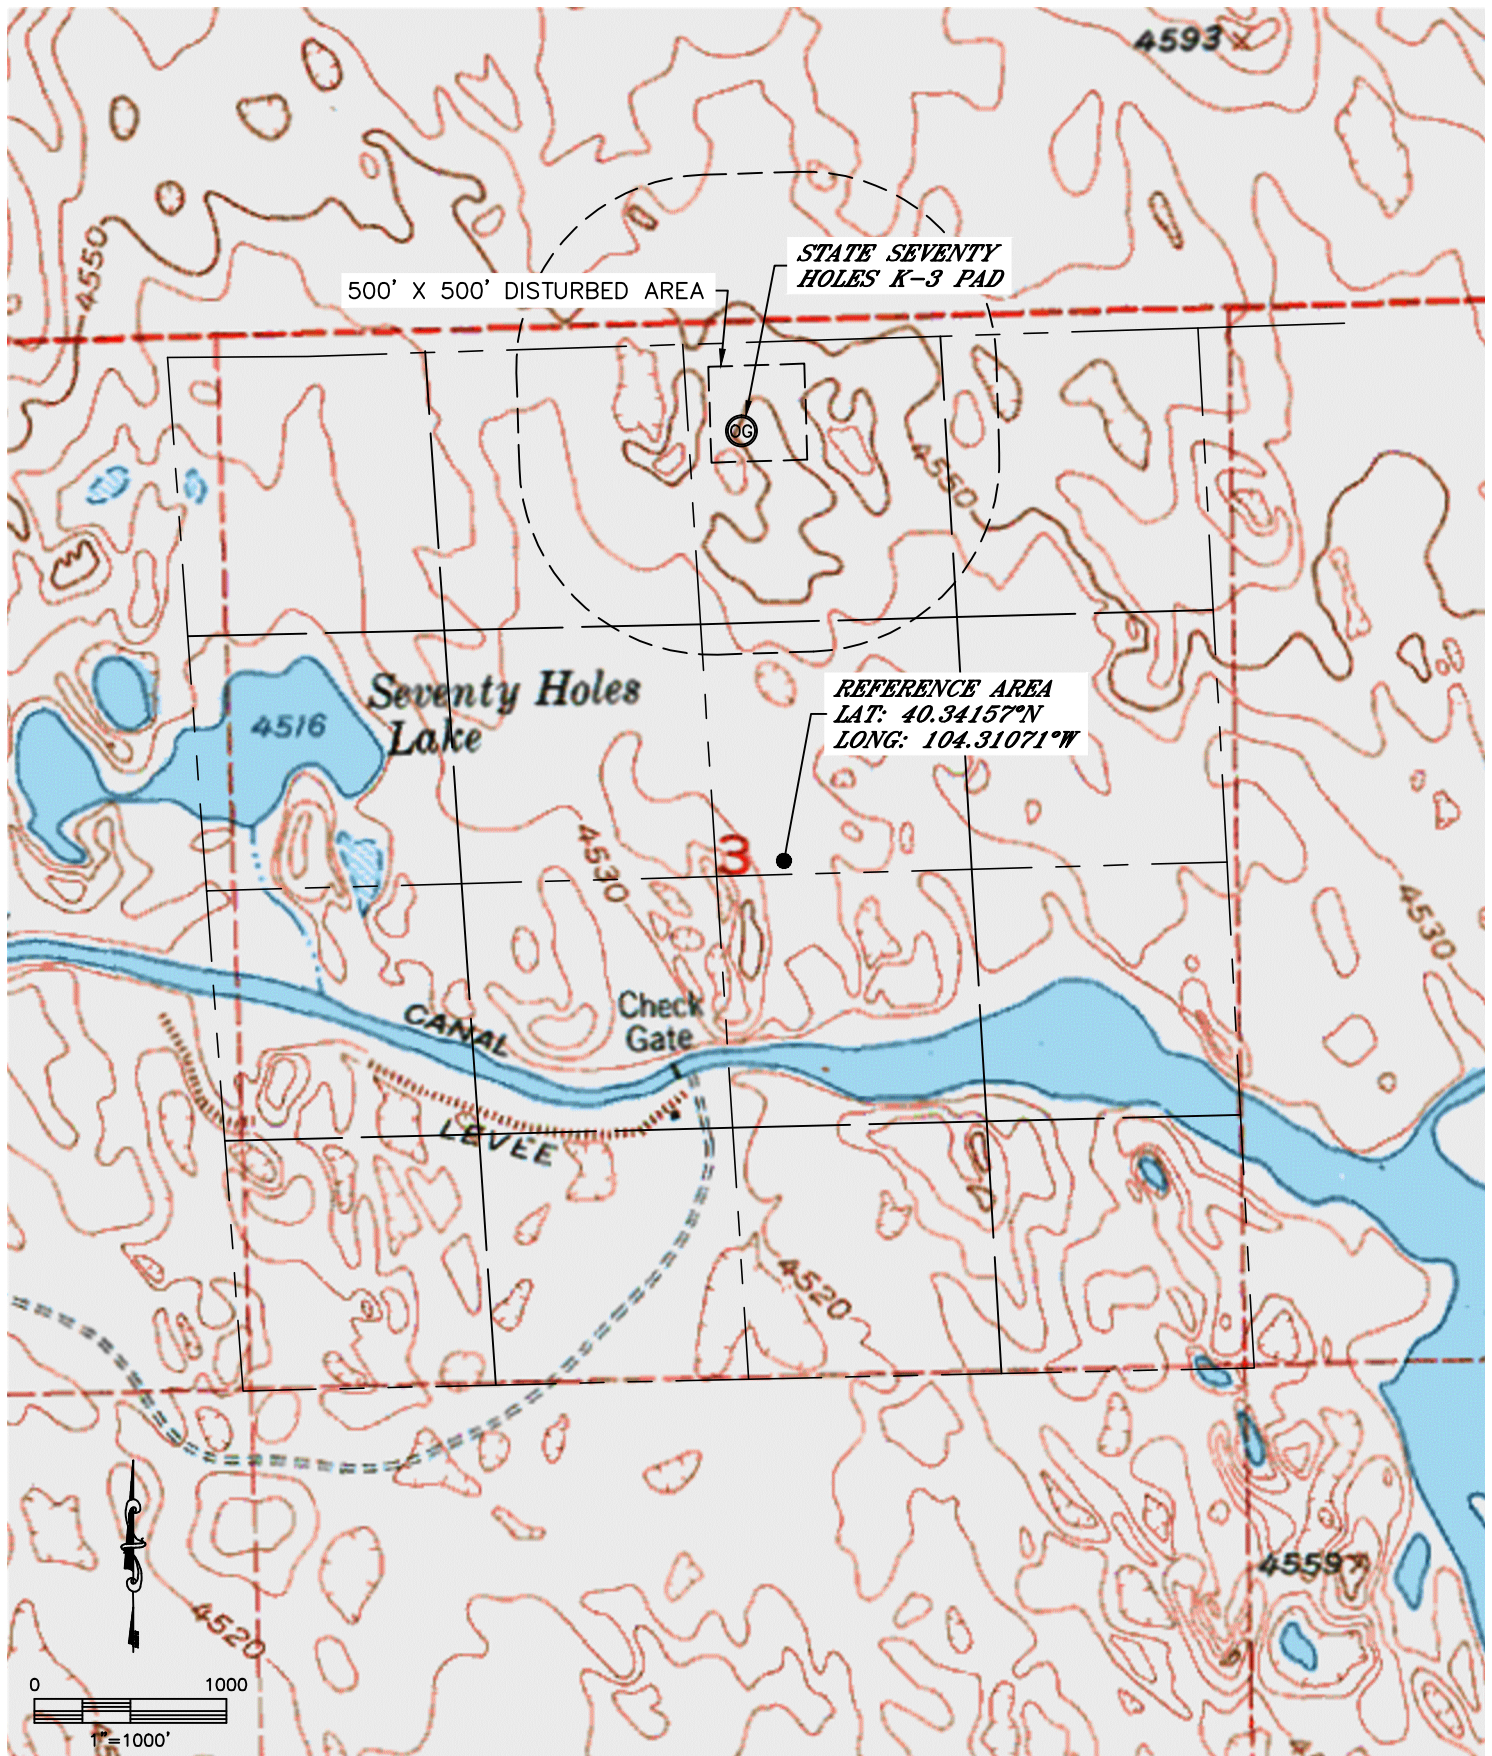 4593
4550
STATE SEVENTY
HOLES K-3 PAD
500' X 500' DISTURBED AREA
OG
4550
Seventy Holes
Lake
4516
REFERENCE AREA
LAT: 40.34157°N
LONG: 104.31071°W
3
4530
4530
Check
Gate
CANAL
LEVEE
4520
4559
4520
0 1000
1"=1000'